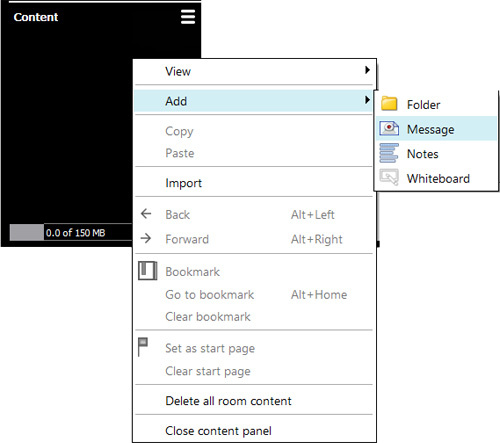 Content
View
Add
Folder
Message
Copy
Notes
Paste
Whiteboard
Import
Back Alt+Left
0.0 of 150 MB
Forward Alt+Right
Bookmark
Go to bookmark Alt+Home
Clear bookmark
Set as start page
Clear start page
Delete all room content
Close content panel